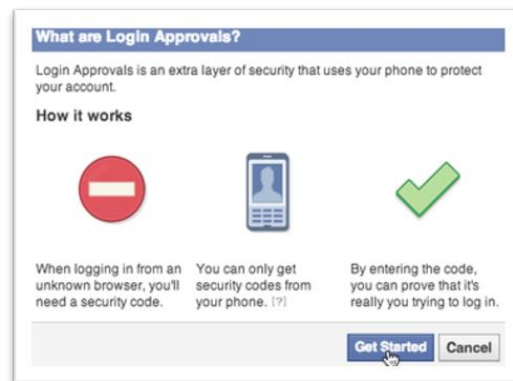 What are Login Approvals?
Login Approvals is an extra layer of security that uses your phone to protect
your account.
How it works
When logging in from an
unknown browser, you'll
need a security code.
You can only get
security codes from
your phone. [?]
By entering the code,
you can prove that it's
really you trying to log in.
Get Started
Cancel